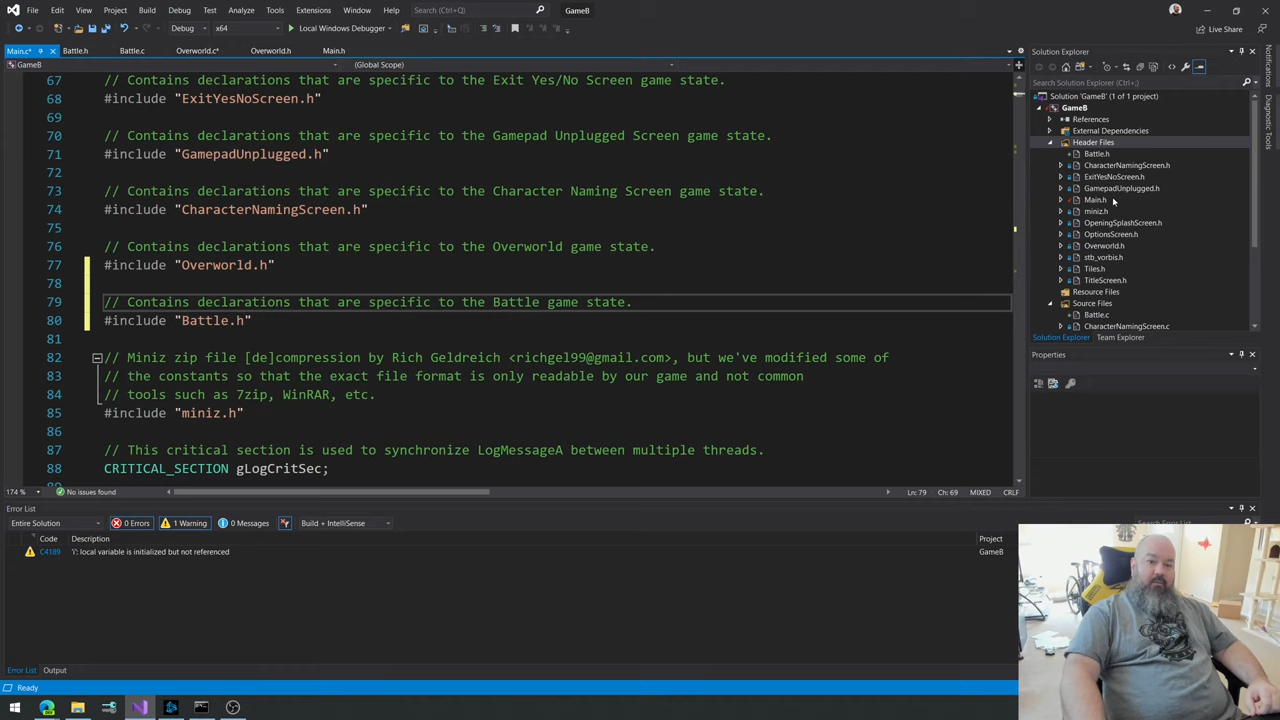 File Edit View Git Project Build Debug Test Analyze Tools Extensions Window Help Search (Ctrl+Q) GameB
Debug x64 Local Windows Debugger Live Share
Main.c* Battle.h Battle.c Overworld.c* Overworld.h Main.h
GameB (Global Scope)
67 // Contains declarations that are specific to the Exit Yes/No Screen game state.
68 #include "ExitYesNoScreen.h"
69
70 // Contains declarations that are specific to the Gamepad Unplugged Screen game state.
71 #include "GamepadUnplugged.h"
72
73 // Contains declarations that are specific to the Character Naming Screen game state.
74 #include "CharacterNamingScreen.h"
75
76 // Contains declarations that are specific to the Overworld game state.
77 #include "Overworld.h"
78
79 // Contains declarations that are specific to the Battle game state.
80 #include "Battle.h"
81
82 // Miniz zip file [de]compression by Rich Geldreich <richgel99@gmail.com>, but we've modified some of
83 // the constants so that the exact file format is only readable by our game and not common
84 // tools such as 7zip, WinRAR, etc.
85 #include "miniz.h"
86
87 // This critical section is used to synchronize LogMessageA between multiple threads.
88 CRITICAL_SECTION gLogCritSec;
174 % No issues found Ln: 79 Ch: 69 MIXED CRLF
Solution Explorer
Search Solution Explorer (Ctrl+;)
Solution 'GameB' (1 of 1 project)
GameB
References
External Dependencies
Header Files
Battle.h
CharacterNamingScreen.h
ExitYesNoScreen.h
GamepadUnplugged.h
Main.h
miniz.h
OpeningSplashScreen.h
OptionsScreen.h
Overworld.h
stb_vorbis.h
Tiles.h
TitleScreen.h
Resource Files
Source Files
Battle.c
CharacterNamingScreen.c
Solution Explorer Team Explorer
Properties
Notifications
Diagnostic Tools
Error List
Entire Solution 0 Errors 1 Warning 0 Messages Build + IntelliSense Search Error List
Code Description Project
C4189 'i': local variable is initialized but not referenced GameB
Error List Output
Ready